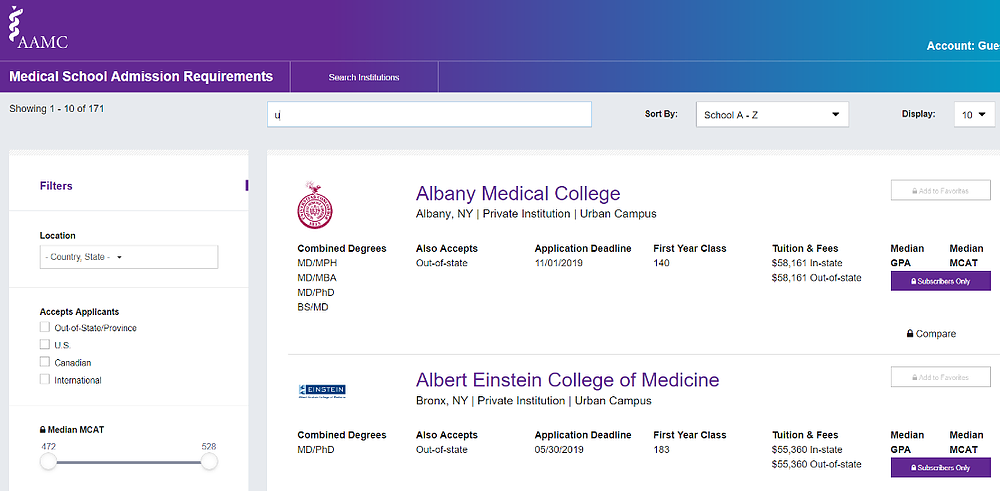 AAMC
Account: Gue
Medical School Admission Requirements
Search Institutions
Showing 1 - 10 of 171
u
Sort By:
School A - Z
Display:
10
Filters
Location
- Country, State -
Accepts Applicants
Out-of-State/Province
U.S.
Canadian
International
Median MCAT
472 528
Albany Medical College
Albany, NY | Private Institution | Urban Campus
Add to Favorites
Combined Degrees
MD/MPH
MD/MBA
MD/PhD
BS/MD
Also Accepts
Out-of-state
Application Deadline
11/01/2019
First Year Class
140
Tuition & Fees
$58,161 In-state
$58,161 Out-of-state
Median GPA
Median MCAT
Subscribers Only
Compare
EINSTEIN
Albert Einstein College of Medicine
Albert Einstein College of Medicine
Bronx, NY | Private Institution | Urban Campus
Add to Favorites
Combined Degrees
MD/PhD
Also Accepts
Out-of-state
Application Deadline
05/30/2019
First Year Class
183
Tuition & Fees
$55,360 In-state
$55,360 Out-of-state
Median GPA
Median MCAT
Subscribers Only